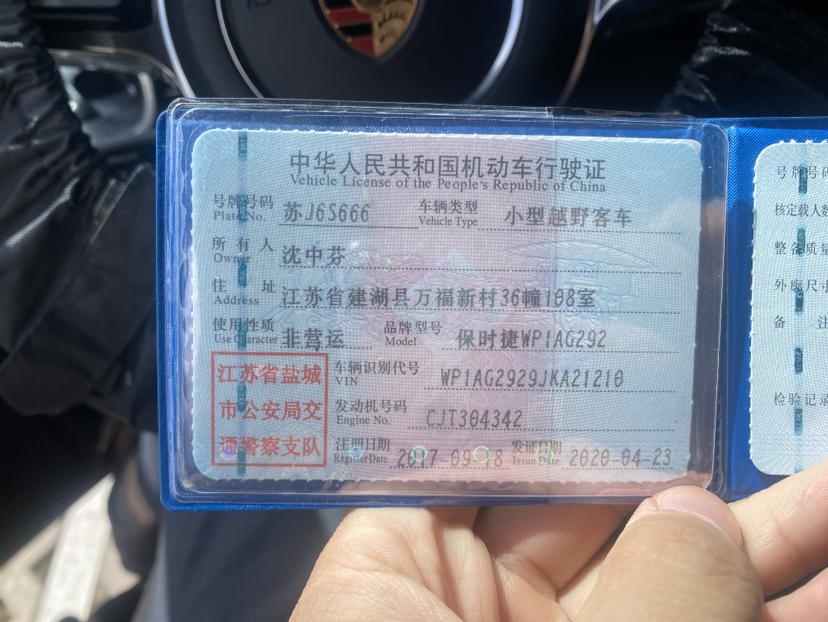 中华人民共和国机动车行驶证
Vehicle License of the People's Republic of China
号牌号码 苏J6S666 车辆类型 小型越野客车
Plate No. Vehicle Type
所有人 沈中芬
Owner
住址 江苏省建湖县万福新村36幢108室
Address
使用性质 非营运 品牌型号 保时捷WP1AG292
Use Character Model
江苏省盐城
市公安局交
通警察支队
车辆识别代号 WP1AG2929JKA21210
VIN
发动机号码 CJT304342
Engine No.
注册日期 2017-09-18 发证日期 2020-04-23
Register Date Issue Date
号牌号码
核定载人数
整备质量
外廓尺寸
备注
检验记录